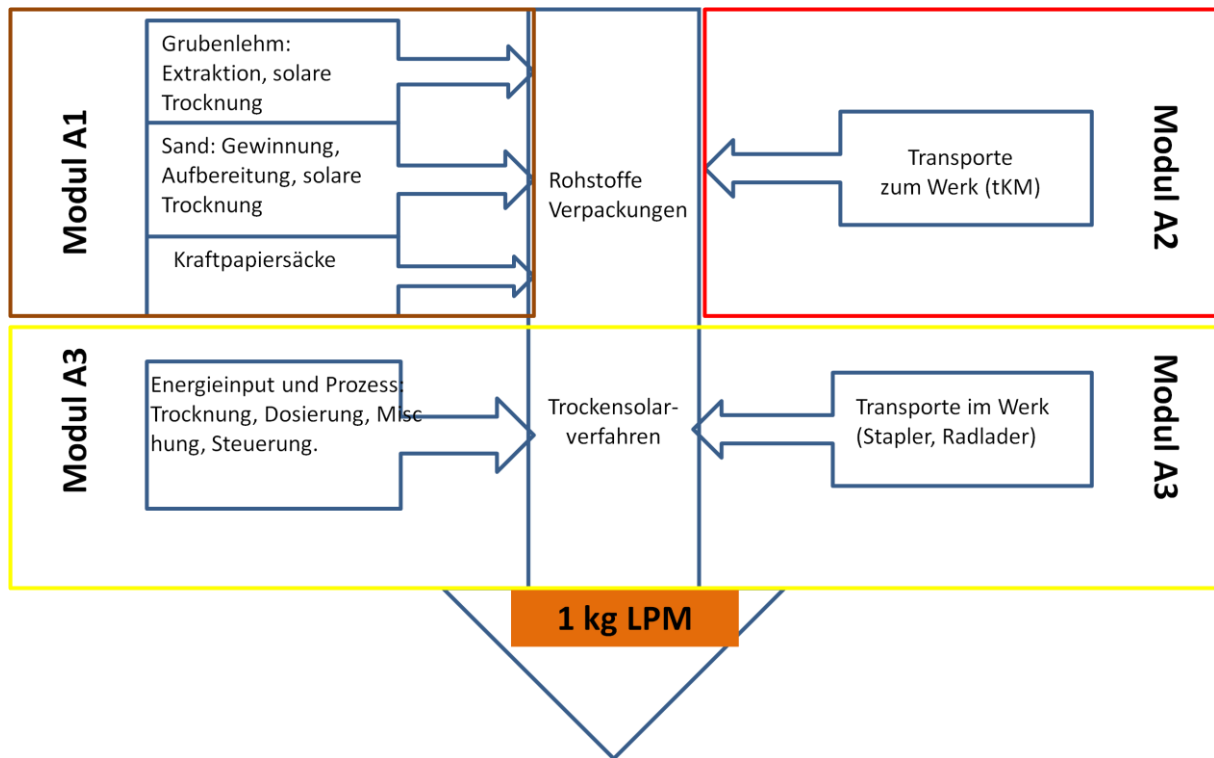 Modul A1
Grubenlehm:
Extraktion, solare
Trocknung
Sand: Gewinnung,
Aufbereitung, solare
Trocknung
Kraftpapiersäcke
Rohstoffe
Verpackungen
Transporte
zum Werk (tKM)
Modul A2
Modul A3
Energieinput und Prozess:
Trocknung, Dosierung, Misc
hung, Steuerung.
Trockensolar-
verfahren
Transporte im Werk
(Stapler, Radlader)
Modul A3
1 kg LPM